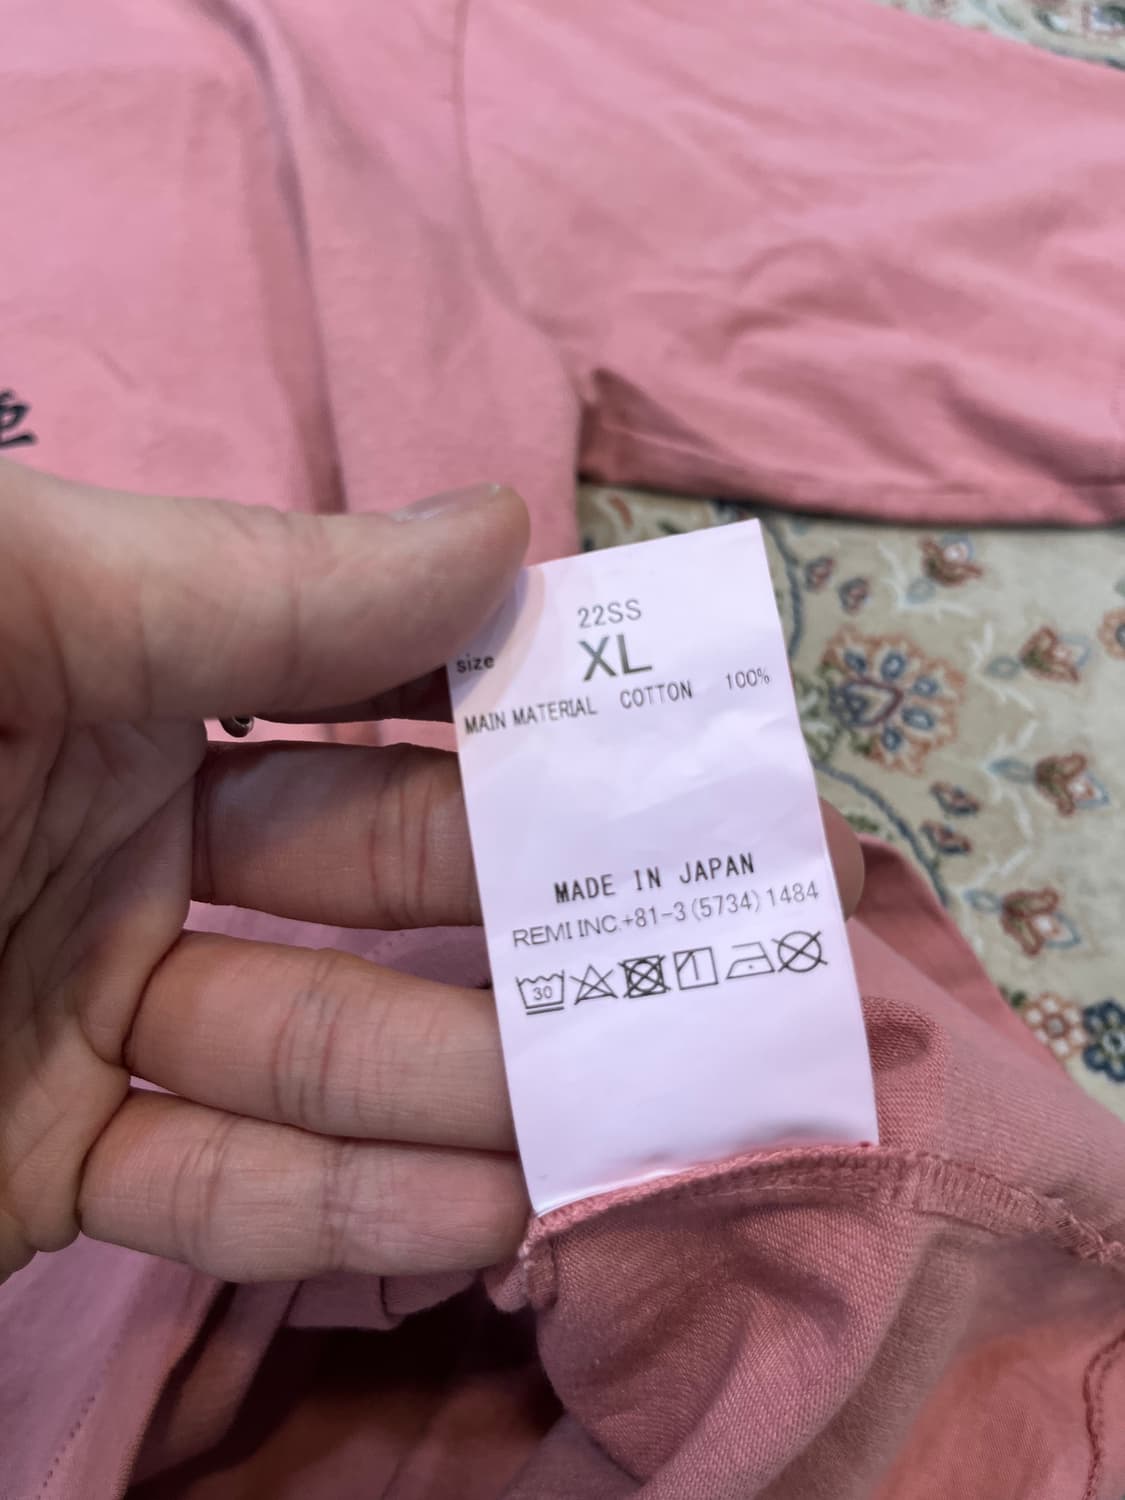 22SS
size XL
MAIN MATERIAL COTTON 100%
MADE IN JAPAN
REMI INC.+81-3(5734)1484
30